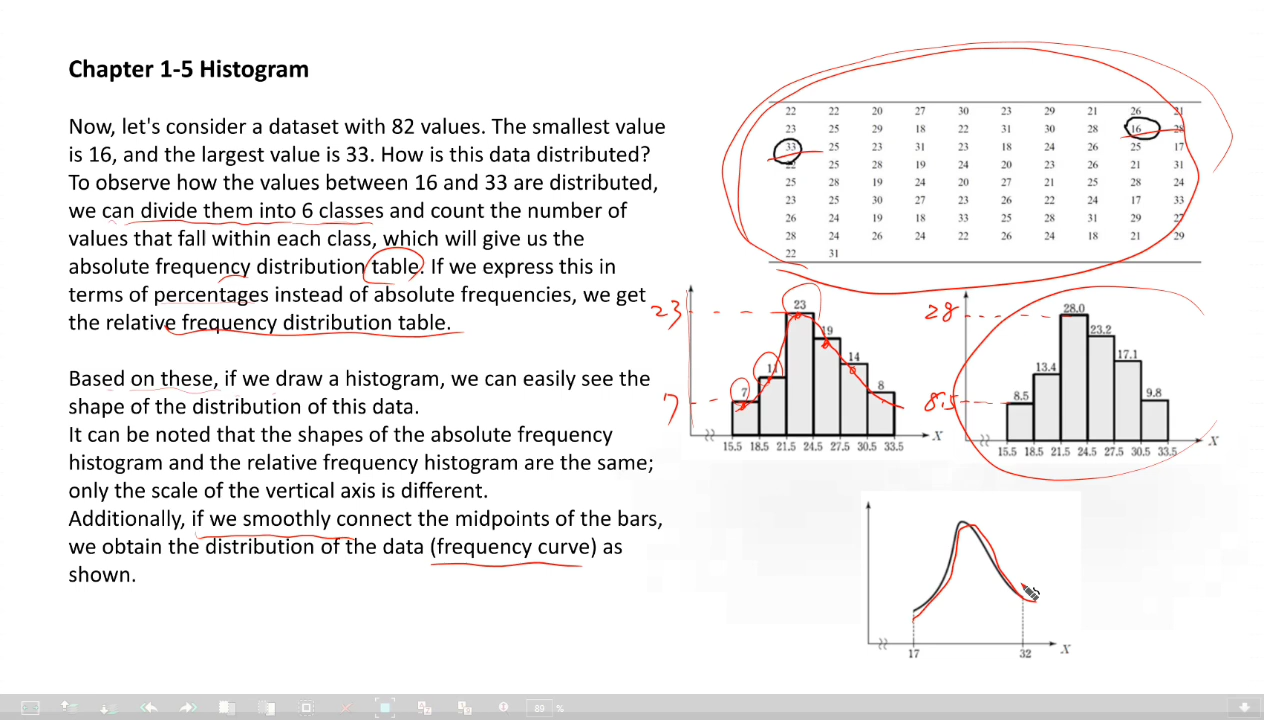 Chapter 1-5 Histogram
Now, let's consider a dataset with 82 values. The smallest value
is 16, and the largest value is 33. How is this data distributed?
To observe how the values between 16 and 33 are distributed,
we can divide them into 6 classes and count the number of
values that fall within each class, which will give us the
absolute frequency distribution table. If we express this in
terms of percentages instead of absolute frequencies, we get
the relative frequency distribution table.
Based on these, if we draw a histogram, we can easily see the
shape of the distribution of this data.
It can be noted that the shapes of the absolute frequency
histogram and the relative frequency histogram are the same;
only the scale of the vertical axis is different.
Additionally, if we smoothly connect the midpoints of the bars,
we obtain the distribution of the data (frequency curve) as
shown.
22 22 20 27 30 23 29 21 26
23 25 29 18 22 31 30 28 16 28
33 25 23 31 23 18 24 26 25 17
22 25 28 19 24 20 23 26 21 31
25 28 19 24 20 27 21 25 28 24
23 25 30 27 23 26 22 24 17 33
26 24 19 18 33 25 28 31 29 27
28 24 26 24 22 26 24 18 21 29
22 31
23
23
19
14
11
7
8
7
15.5 18.5 21.5 24.5 27.5 30.5 33.5 X
28
28.0
23.2
17.1
13.4
8.5
9.8
8.5
15.5 18.5 21.5 24.5 27.5 30.5 33.5 X
17 32 X
89 %